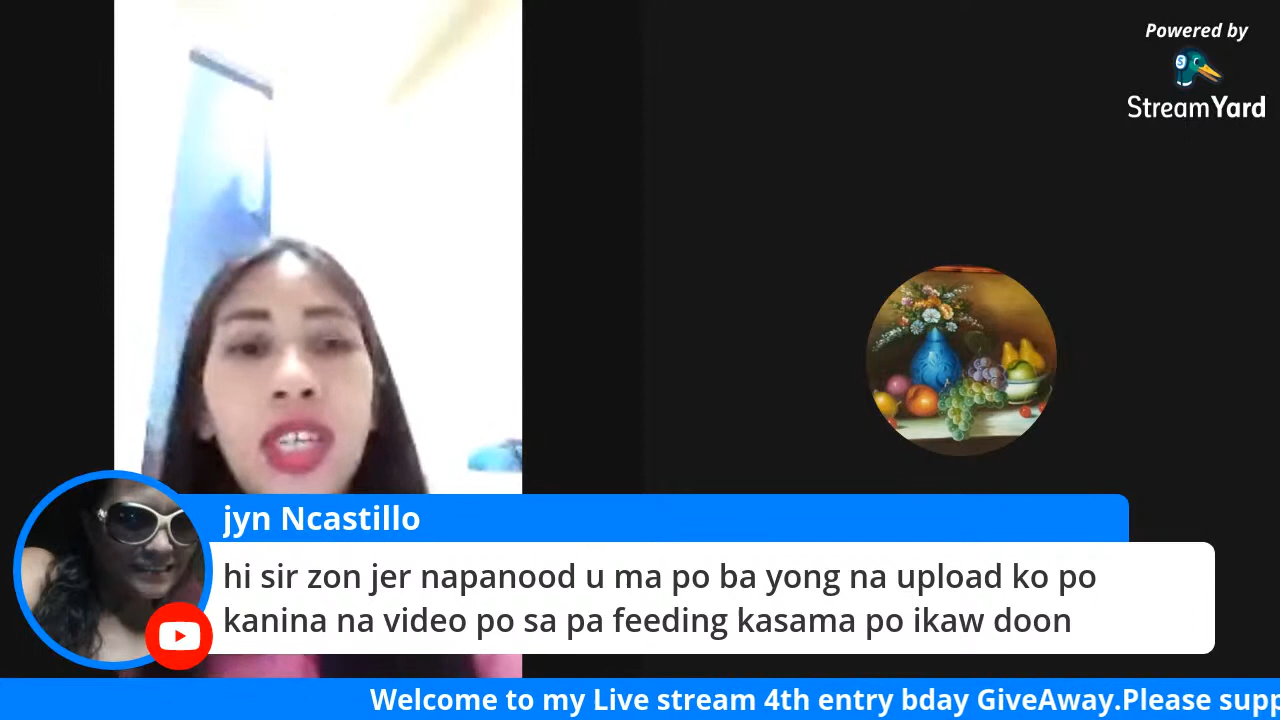 Powered by
StreamYard
jyn Ncastillo
hi sir zon jer napanood u ma po ba yong na upload ko po
kanina na video po sa pa feeding kasama po ikaw doon
Welcome to my Live stream 4th entry bday GiveAway.Please supp